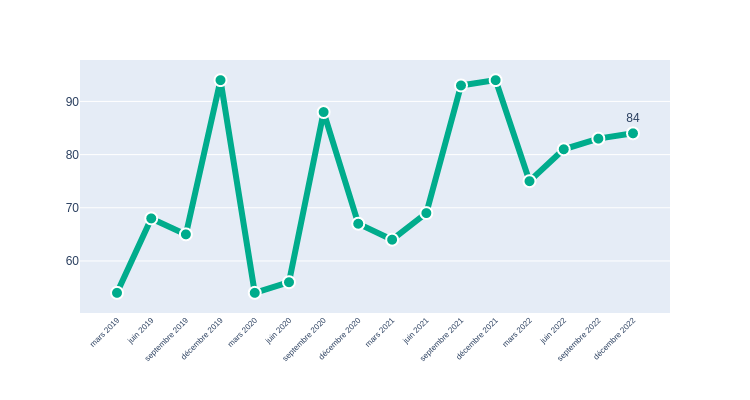 90
80
70
60
84
mars 2019
juin 2019
septembre 2019
décembre 2019
mars 2020
juin 2020
septembre 2020
décembre 2020
mars 2021
juin 2021
septembre 2021
décembre 2021
mars 2022
juin 2022
septembre 2022
décembre 2022